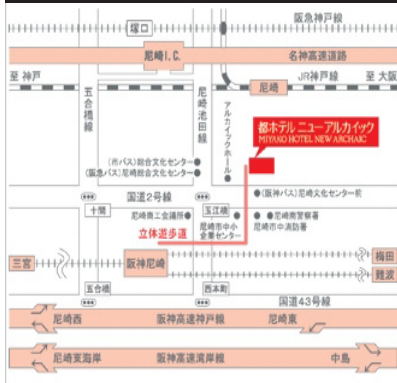 阪急神戸線
塚口
尼崎I.C.
名神高速道路
至 神戸
JR神戸線
至 大阪
尼崎
五合橋線
尼崎池田線
アルカイックホール
都ホテル ニューアルカイック
MIYAKO HOTEL NEW ARCHAIC
(市バス)総合文化センター
(阪急バス)尼崎総合文化センター
(阪神バス)尼崎文化センター前
国道2号線
十間
尼崎商工会議所
玉江橋
尼崎市中小
企業センター
尼崎南警察署
尼崎市中消防署
立体遊歩道
三宮
阪神尼崎
梅田
難波
五合橋
西本町
国道43号線
尼崎西
阪神高速神戸線
尼崎東
尼崎東海岸
阪神高速湾岸線
中島